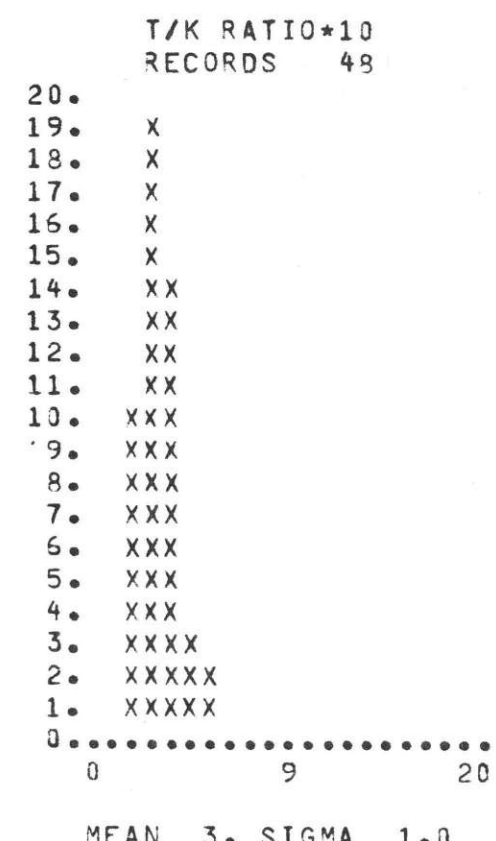 T/K RATIO*10
RECORDS 48
20.
19. X
18. X
17. X
16. X
15. X
14. XX
13. XX
12. XX
11. XX
10. XXX
9. XXX
8. XXX
7. XXX
6. XXX
5. XXX
4. XXX
3. XXXX
2. XXXXX
1. XXXXX
0......................
0 9 20
MEAN 3. SIGMA 1.0